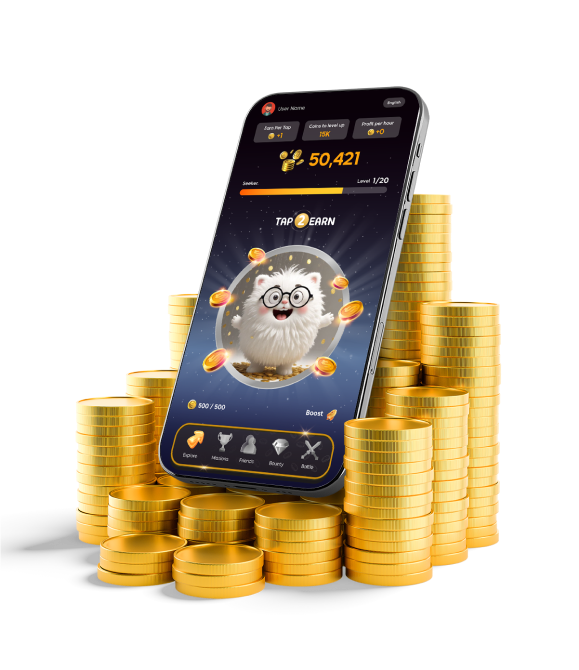 User Name
English
Earn Per Tap
+1
Coins to level up
15K
Profit per hour
+0
50,421
Seeker
Level 1/20
TAP 2 EARN
500 / 500
Boost
Explore
Missions
Friends
Bounty
Battle